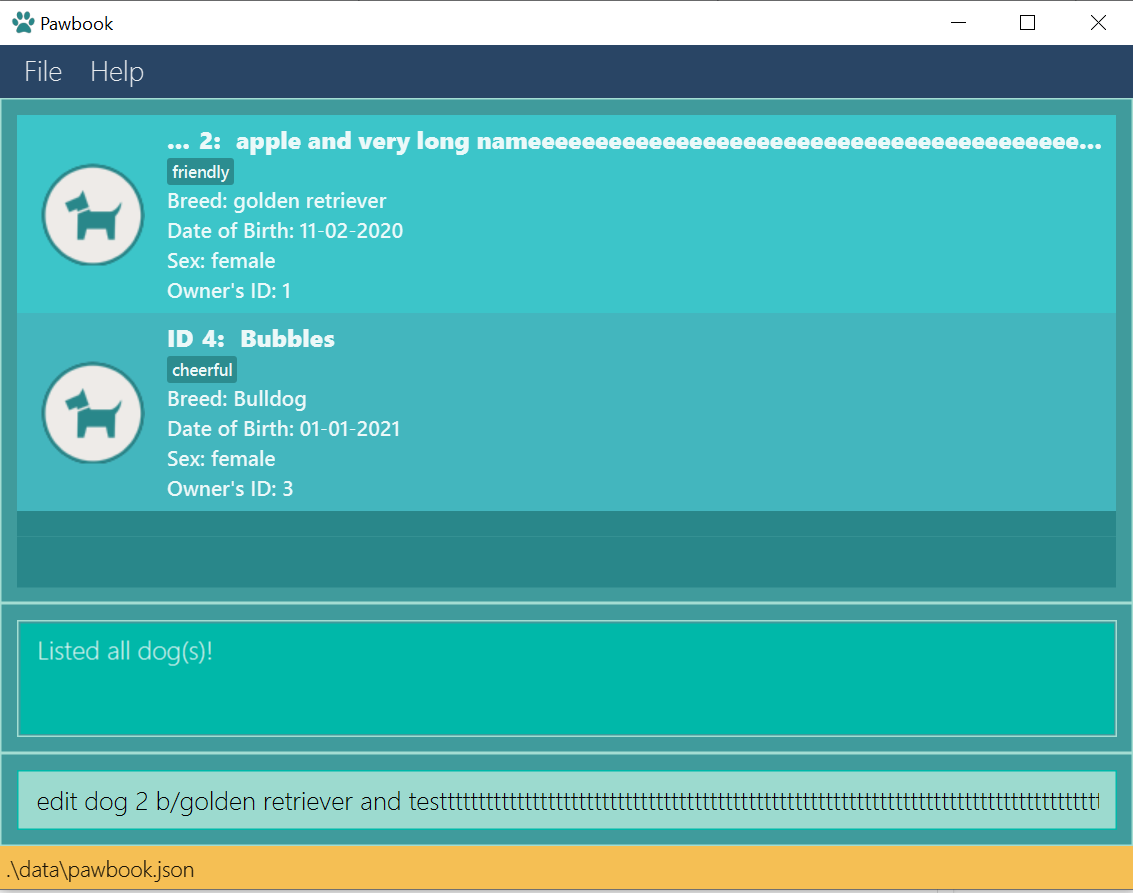 Pawbook
File Help
... 2: apple and very long nameeeeeeeeeeeeeeeeeeeeeeeeeeeeeeeeeeeeeeeeee...
friendly
Breed: golden retriever
Date of Birth: 11-02-2020
Sex: female
Owner's ID: 1
ID 4: Bubbles
cheerful
Breed: Bulldog
Date of Birth: 01-01-2021
Sex: female
Owner's ID: 3
Listed all dog(s)!
edit dog 2 b/golden retriever and testttttttttttttttttttttttttttttttttttttttttttttttttttttttttttttttttttttttttttttttttttt
.\data\pawbook.json